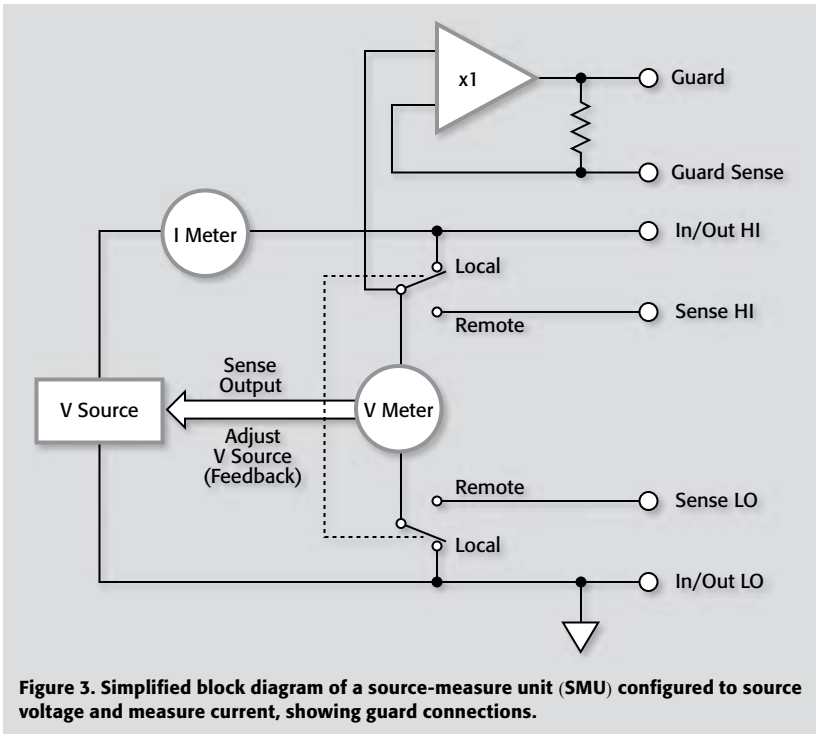 x1
Guard
Guard Sense
I Meter
In/Out HI
Local
Sense HI
Remote
Sense
Output
V Source
V Meter
Adjust
V Source
(Feedback)
Remote
Sense LO
Local
In/Out LO
Figure 3. Simplified block diagram of a source-measure unit (SMU) configured to source
voltage and measure current, showing guard connections.